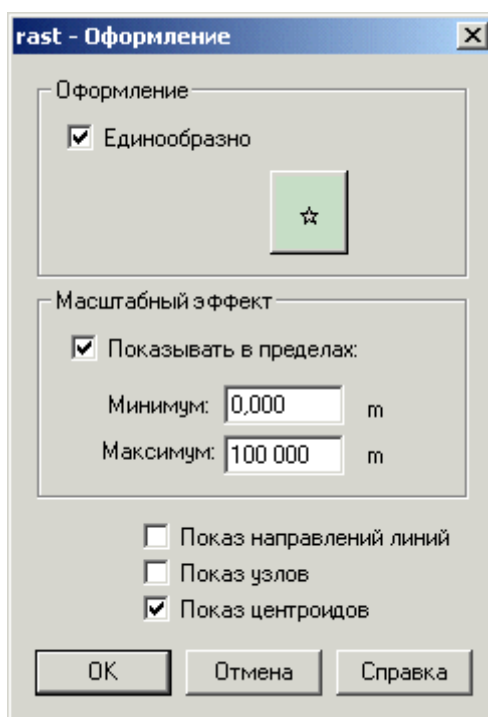 rast - Оформление
Оформление
Единообразно
Масштабный эффект
Показывать в пределах:
Минимум: 0,000 m
Максимум: 100 000 m
Показ направлений линий
Показ узлов
Показ центроидов
OK Отмена Справка